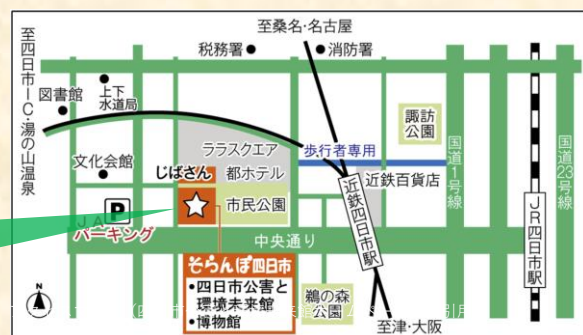 至桑名・名古屋
税務署
消防署
至四日市IC・湯の山温泉
上下
水道局
図書館
諏訪
公園
国道1号線
国道23号線
ララスクエア
歩行者専用
文化会館
じばさん
都ホテル
近鉄百貨店
近鉄四日市駅
JR四日市駅
P
市民公園
JA
パーキング
中央通り
そらんぽ四日市
•四日市公害と
環境未来館
•博物館
鵜の森
公園
N
至津・大阪